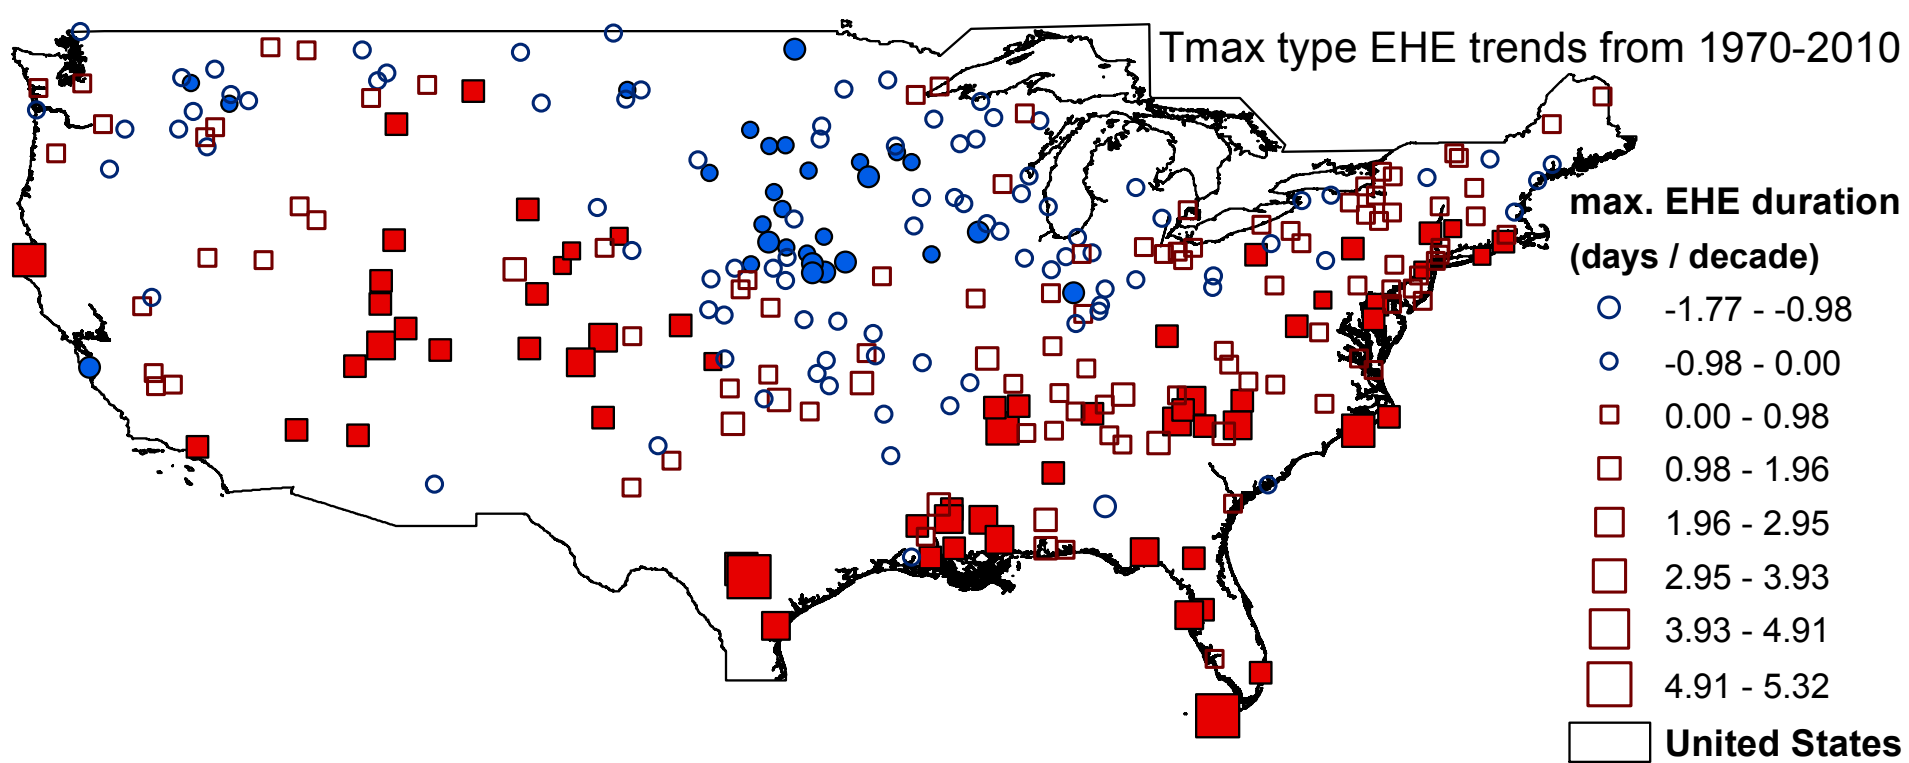 Tmax type EHE trends from 1970-2010
max. EHE duration
(days / decade)
-1.77 - -0.98
-0.98 - 0.00
0.00 - 0.98
0.98 - 1.96
1.96 - 2.95
2.95 - 3.93
3.93 - 4.91
4.91 - 5.32
United States